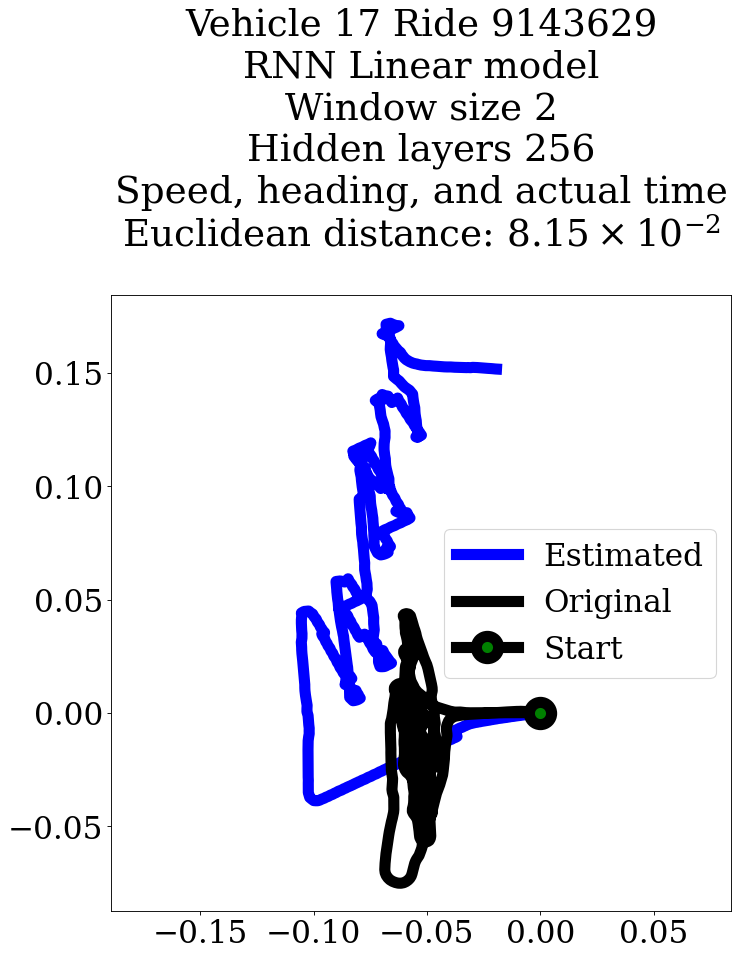 Vehicle 17 Ride 9143629
RNN Linear model
Window size 2
Hidden layers 256
Speed, heading, and actual time
Euclidean distance: 8.15 × 10⁻²
0.15
0.10
0.05
0.00
−0.05
Estimated
Original
Start
−0.15 −0.10 −0.05 0.00 0.05